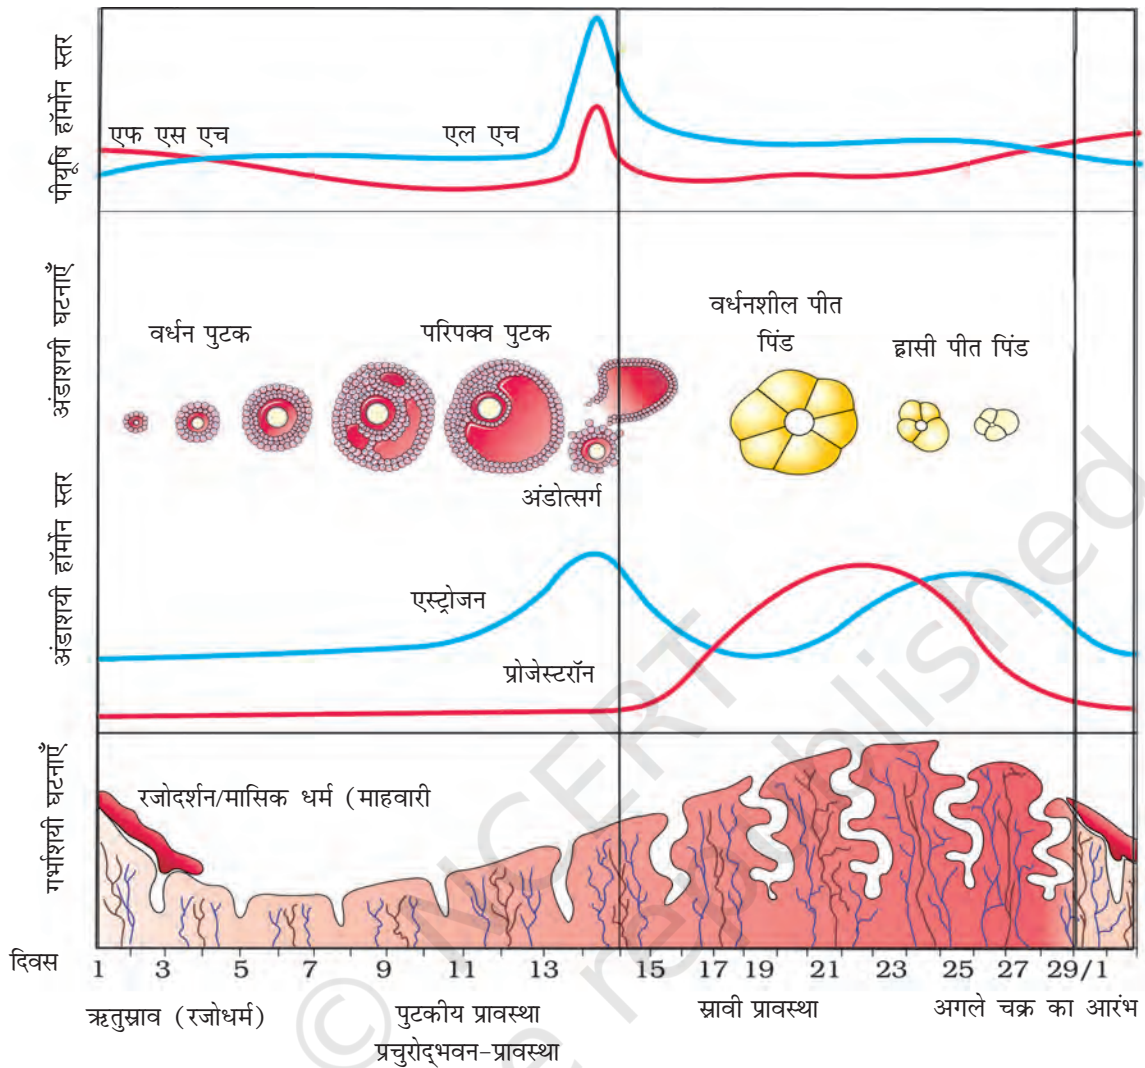 पीयूषि हॉर्मोन स्तर
एफ एस एच
एल एच
अंडाशयी घटनाएँ
वर्धन पुटक
परिपक्व पुटक
वर्धनशील पीत
पिंड
ह्रासी पीत पिंड
अंडोत्सर्ग
अंडाशयी हॉर्मोन स्तर
एस्ट्रोजन
प्रोजेस्टरॉन
गर्भाशयी घटनाएँ
रजोदर्शन/मासिक धर्म (माहवारी
दिवस
1 3 5 7 9 11 13 15 17 19 21 23 25 27 29/1
ऋतुस्राव (रजोधर्म)
पुटकीय प्रावस्था
प्रचुरोद्‌भवन-प्रावस्था
स्रावी प्रावस्था
अगले चक्र का आरंभ
© NCERT
be republished